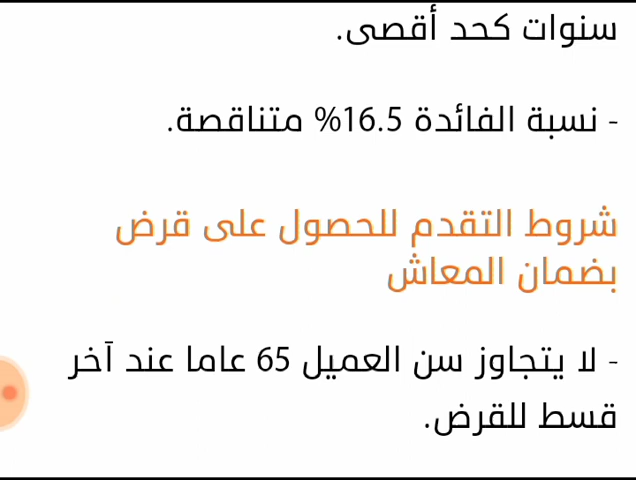 سنوات كحد أقصى.
- نسبة الفائدة 16.5% متناقصة.
شروط التقدم للحصول على قرض
بضمان المعاش
- لا يتجاوز سن العميل 65 عاما عند آخر
قسط للقرض.